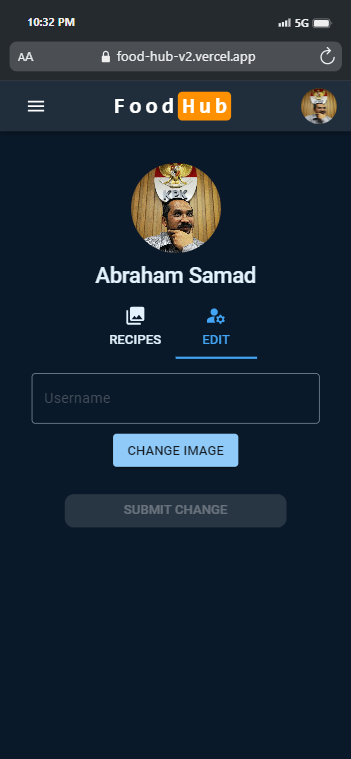 10:32 PM 5G
AA food-hub-v2.vercel.app
Food Hub
KPK
Abraham Samad
RECIPES EDIT
Username
CHANGE IMAGE
SUBMIT CHANGE